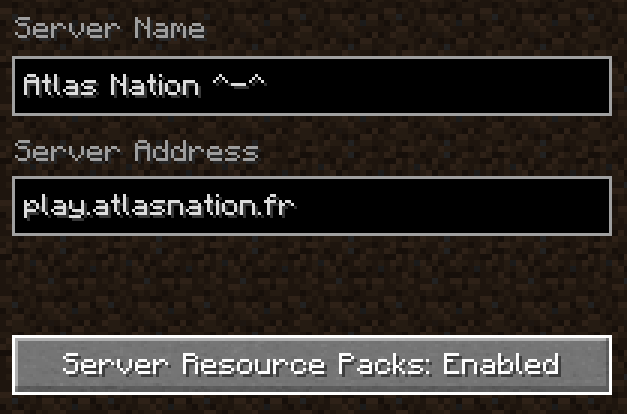 Server Name
Atlas Nation ^-^
Server Address
play.atlasnation.fr
Server Resource Packs: Enabled